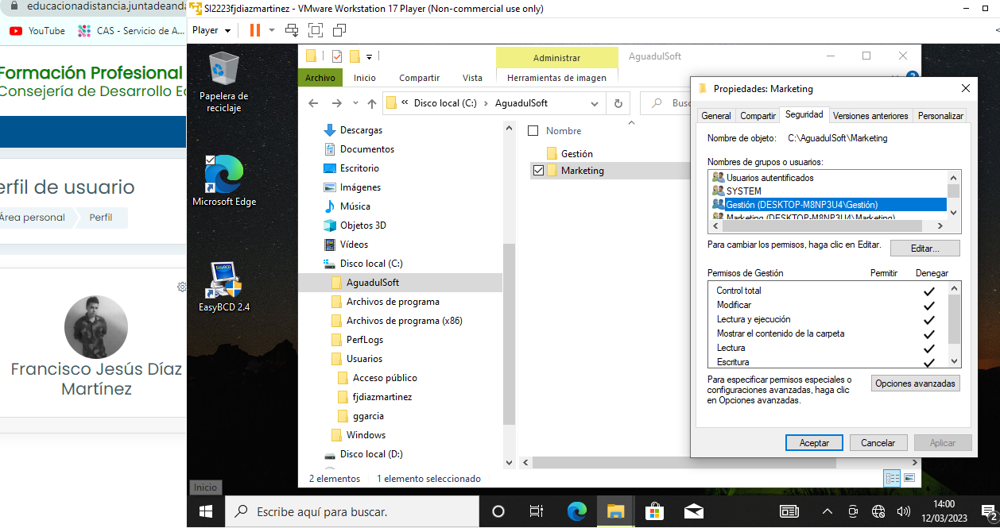 educacionadistancia.juntadeanda
YouTube
CAS - Servicio de A...
Formación Profesional
Consejería de Desarrollo Ec
erfil de usuario
Área personal
Perfil
Francisco Jesús Díaz
Martínez
SI2223fjdiazmartinez - VMware Workstation 17 Player (Non-commercial use only)
Player
Papelera de
reciclaje
Microsoft Edge
EasyBCD
EasyBCD 2.4
Inicio
Administrar
AguadulSoft
Archivo
Inicio
Compartir
Vista
Herramientas de imagen
« Disco local (C:) › AguadulSoft
Busc
Descargas
Documentos
Escritorio
Imágenes
Música
Objetos 3D
Vídeos
Disco local (C:)
AguadulSoft
Archivos de programa
Archivos de programa (x86)
PerfLogs
Usuarios
Acceso público
fjdiazmartinez
ggarcia
Windows
Disco local (D:)
Nombre
Gestión
Marketing
2 elementos
1 elemento seleccionado
Propiedades: Marketing
General
Compartir
Seguridad
Versiones anteriores
Personalizar
Nombre de objeto: C:\AguadulSoft\Marketing
Nombres de grupos o usuarios:
Usuarios autentificados
SYSTEM
Gestión (DESKTOP-M8NP3U4\Gestión)
Marketing (DESKTOP-M8NP3U4\Marketing)
Para cambiar los permisos, haga clic en Editar.
Editar...
Permisos de Gestión
Permitir
Denegar
Control total
Modificar
Lectura y ejecución
Mostrar el contenido de la carpeta
Lectura
Escritura
Para especificar permisos especiales o
configuraciones avanzadas, haga clic
en Opciones avanzadas.
Opciones avanzadas
Aceptar
Cancelar
Aplicar
Escribe aquí para buscar.
14:00
12/03/2023
2